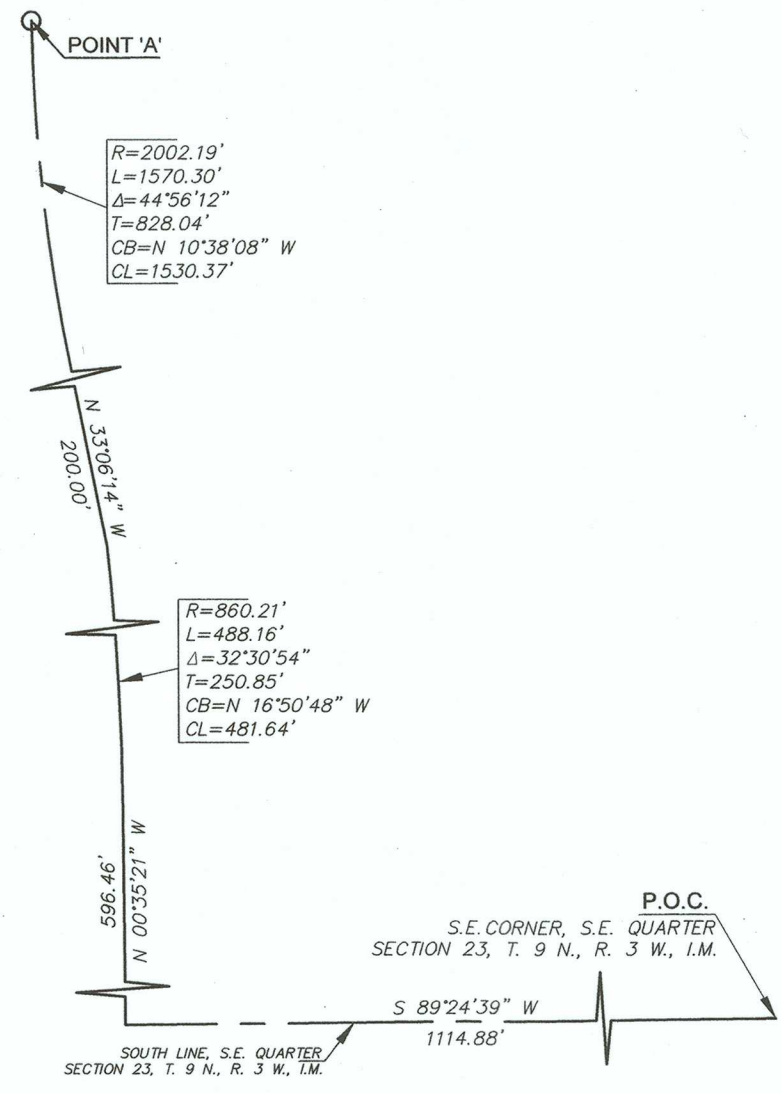 POINT 'A'
R=2002.19'
L=1570.30'
Δ=44°56'12"
T=828.04'
CB=N 10°38'08" W
CL=1530.37'
N 33°06'14" W
200.00'
R=860.21'
L=488.16'
Δ=32°30'54"
T=250.85'
CB=N 16°50'48" W
CL=481.64'
596.46'
N 00°35'21" W
P.O.C.
S.E. CORNER, S.E. QUARTER
SECTION 23, T. 9 N., R. 3 W., I.M.
S 89°24'39" W
1114.88'
SOUTH LINE, S.E. QUARTER
SECTION 23, T. 9 N., R. 3 W., I.M.